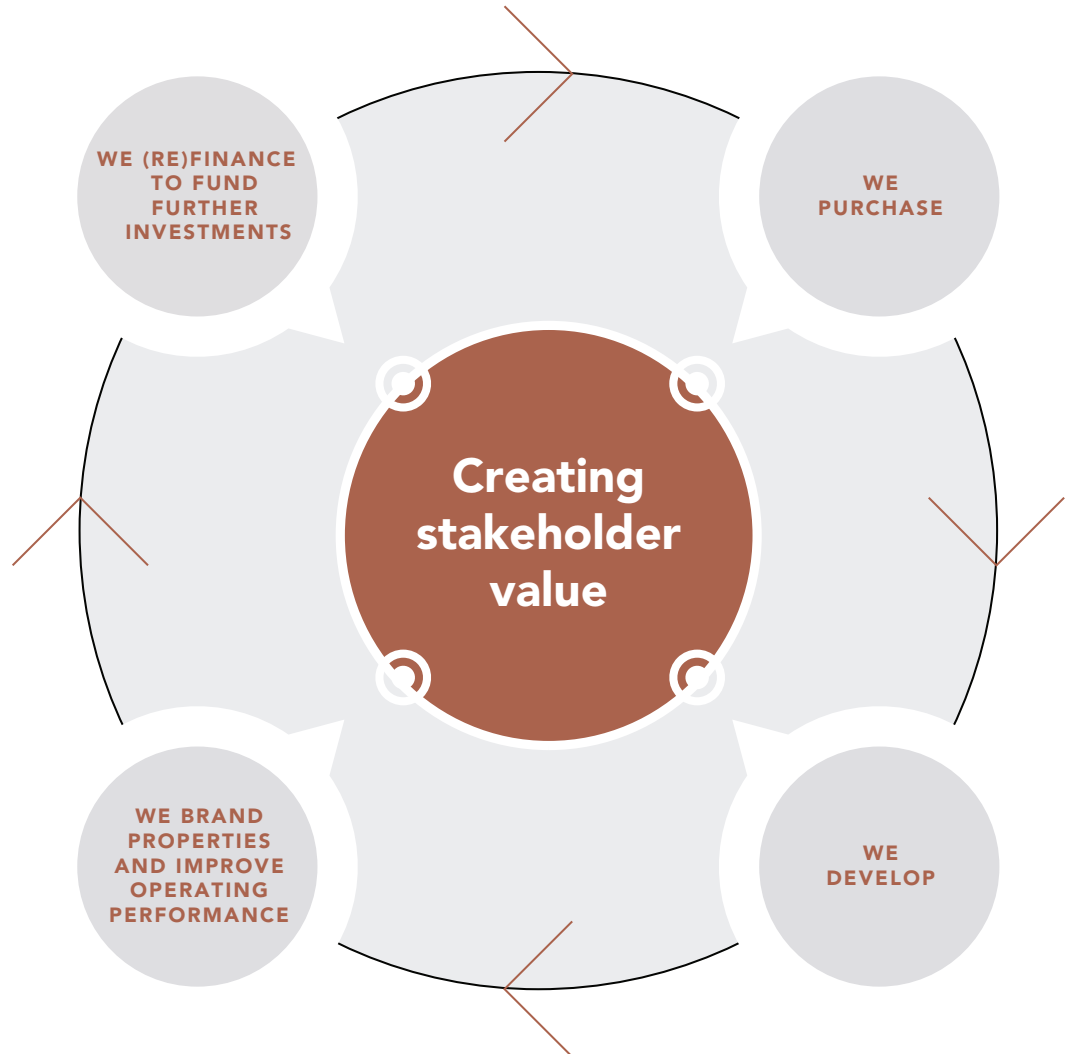 WE (RE)FINANCE
TO FUND
FURTHER
INVESTMENTS
WE
PURCHASE
Creating
stakeholder
value
WE BRAND
PROPERTIES
AND IMPROVE
OPERATING
PERFORMANCE
WE
DEVELOP